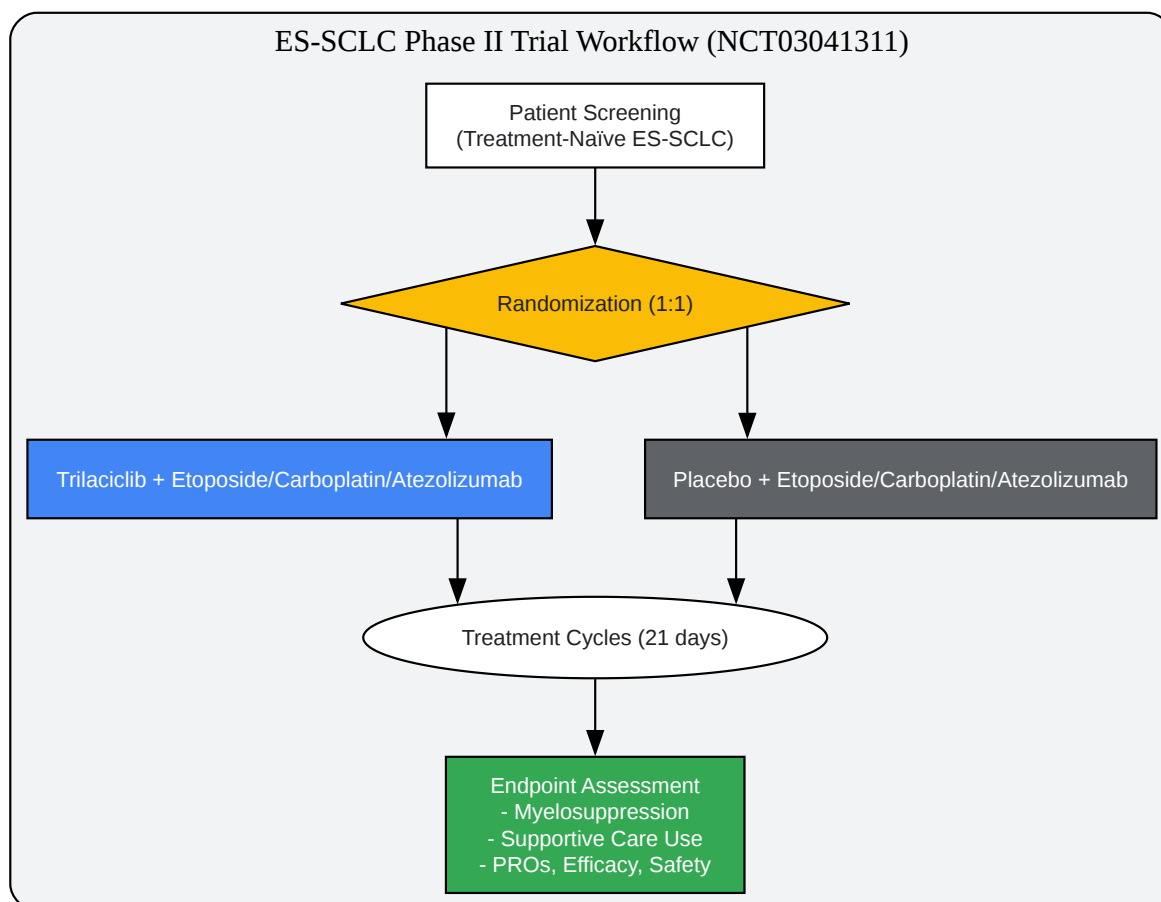 ES-SCLC Phase II Trial Workflow (NCT03041311)
Patient Screening
(Treatment-Naïve ES-SCLC)
Randomization (1:1)
Trilaciclib + Etoposide/Carboplatin/Atezolizumab
Placebo + Etoposide/Carboplatin/Atezolizumab
Treatment Cycles (21 days)
Endpoint Assessment
- Myelosuppression
- Supportive Care Use
- PROs, Efficacy, Safety